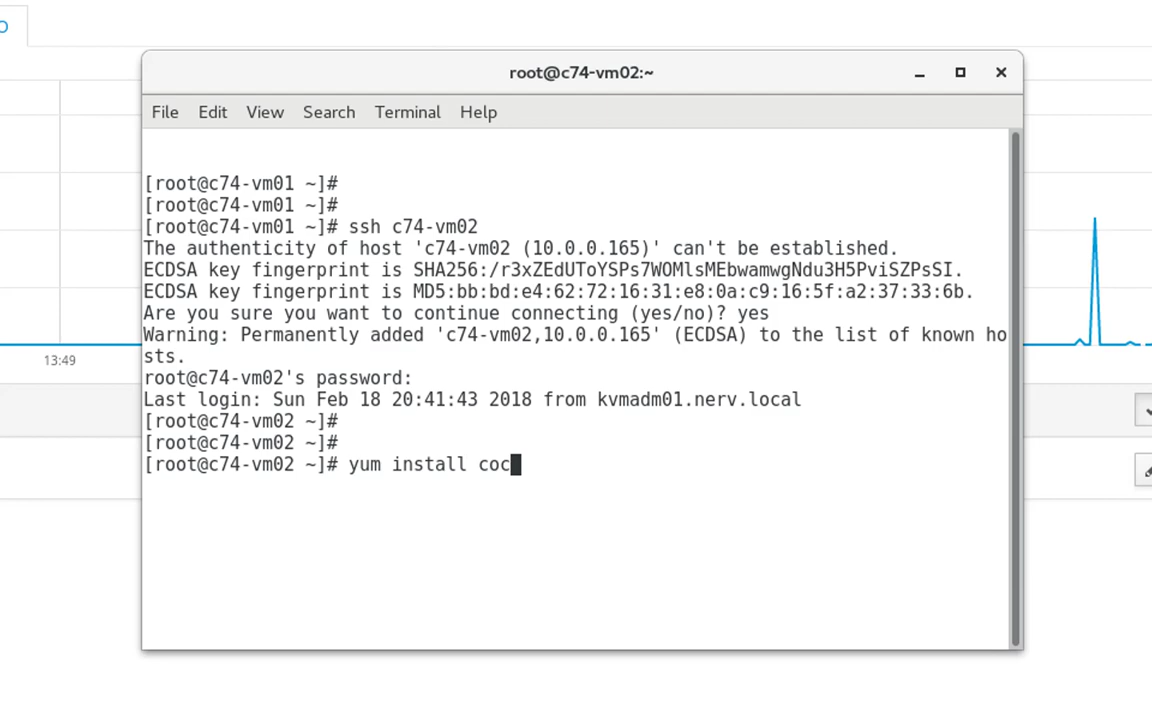 O
root@c74-vm02:~
File Edit View Search Terminal Help
[root@c74-vm01 ~]#
[root@c74-vm01 ~]#
[root@c74-vm01 ~]# ssh c74-vm02
The authenticity of host 'c74-vm02 (10.0.0.165)' can't be established.
ECDSA key fingerprint is SHA256:/r3xZEdUToYSPs7WOMlsMEbwamwgNdu3H5PviSZPsSI.
ECDSA key fingerprint is MD5:bb:bd:e4:62:72:16:31:e8:0a:c9:16:5f:a2:37:33:6b.
Are you sure you want to continue connecting (yes/no)? yes
Warning: Permanently added 'c74-vm02,10.0.0.165' (ECDSA) to the list of known ho
sts.
13:49
root@c74-vm02's password:
Last login: Sun Feb 18 20:41:43 2018 from kvmadm01.nerv.local
[root@c74-vm02 ~]#
[root@c74-vm02 ~]#
[root@c74-vm02 ~]# yum install coc